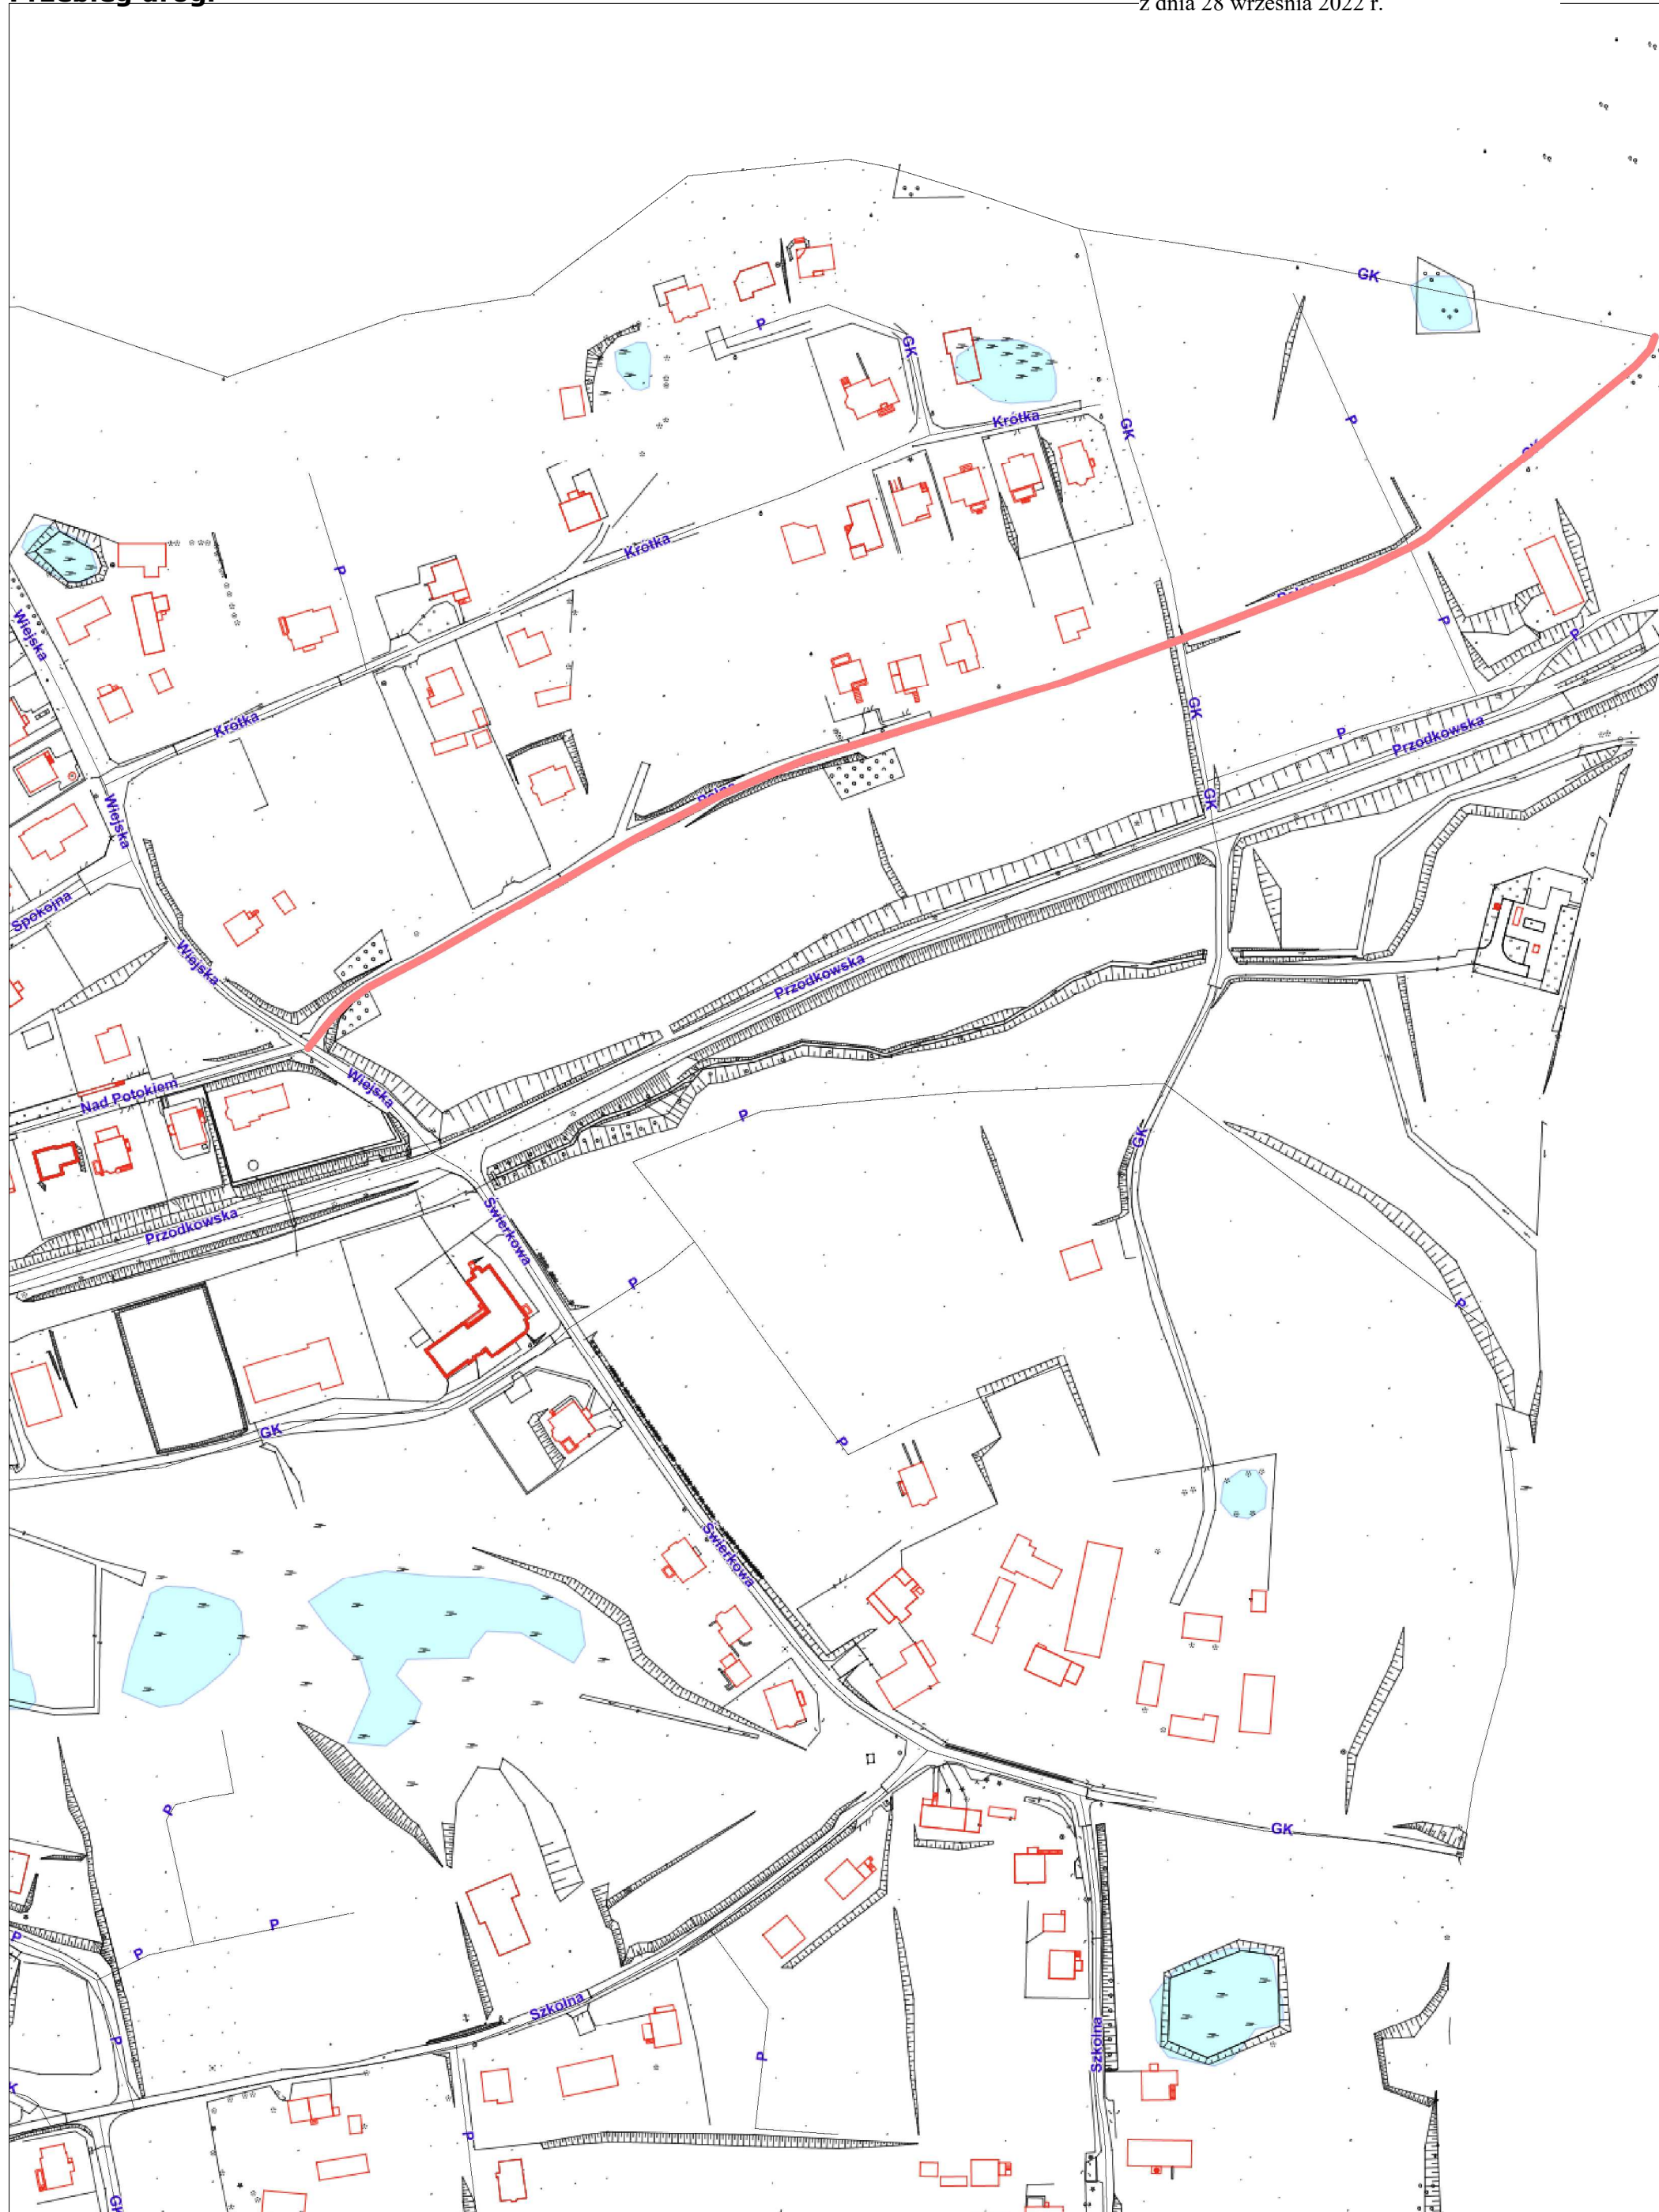 z dnia 28 września 2022 r.
GK
P
GK
Krótka
GK
P
Krótka
P
Wiejska
P
P
Krótka
GK
P
Przodkowska
Wiejska
GK
Spokojna
Wiejska
Przodkowska
Wiejska
Nad Potokiem
P
GK
Świerkowa
Przodkowska
P
P
GK
P
Świerkowa
P
GK
P
P
P
Szkolna
P
P
Szkolna
P